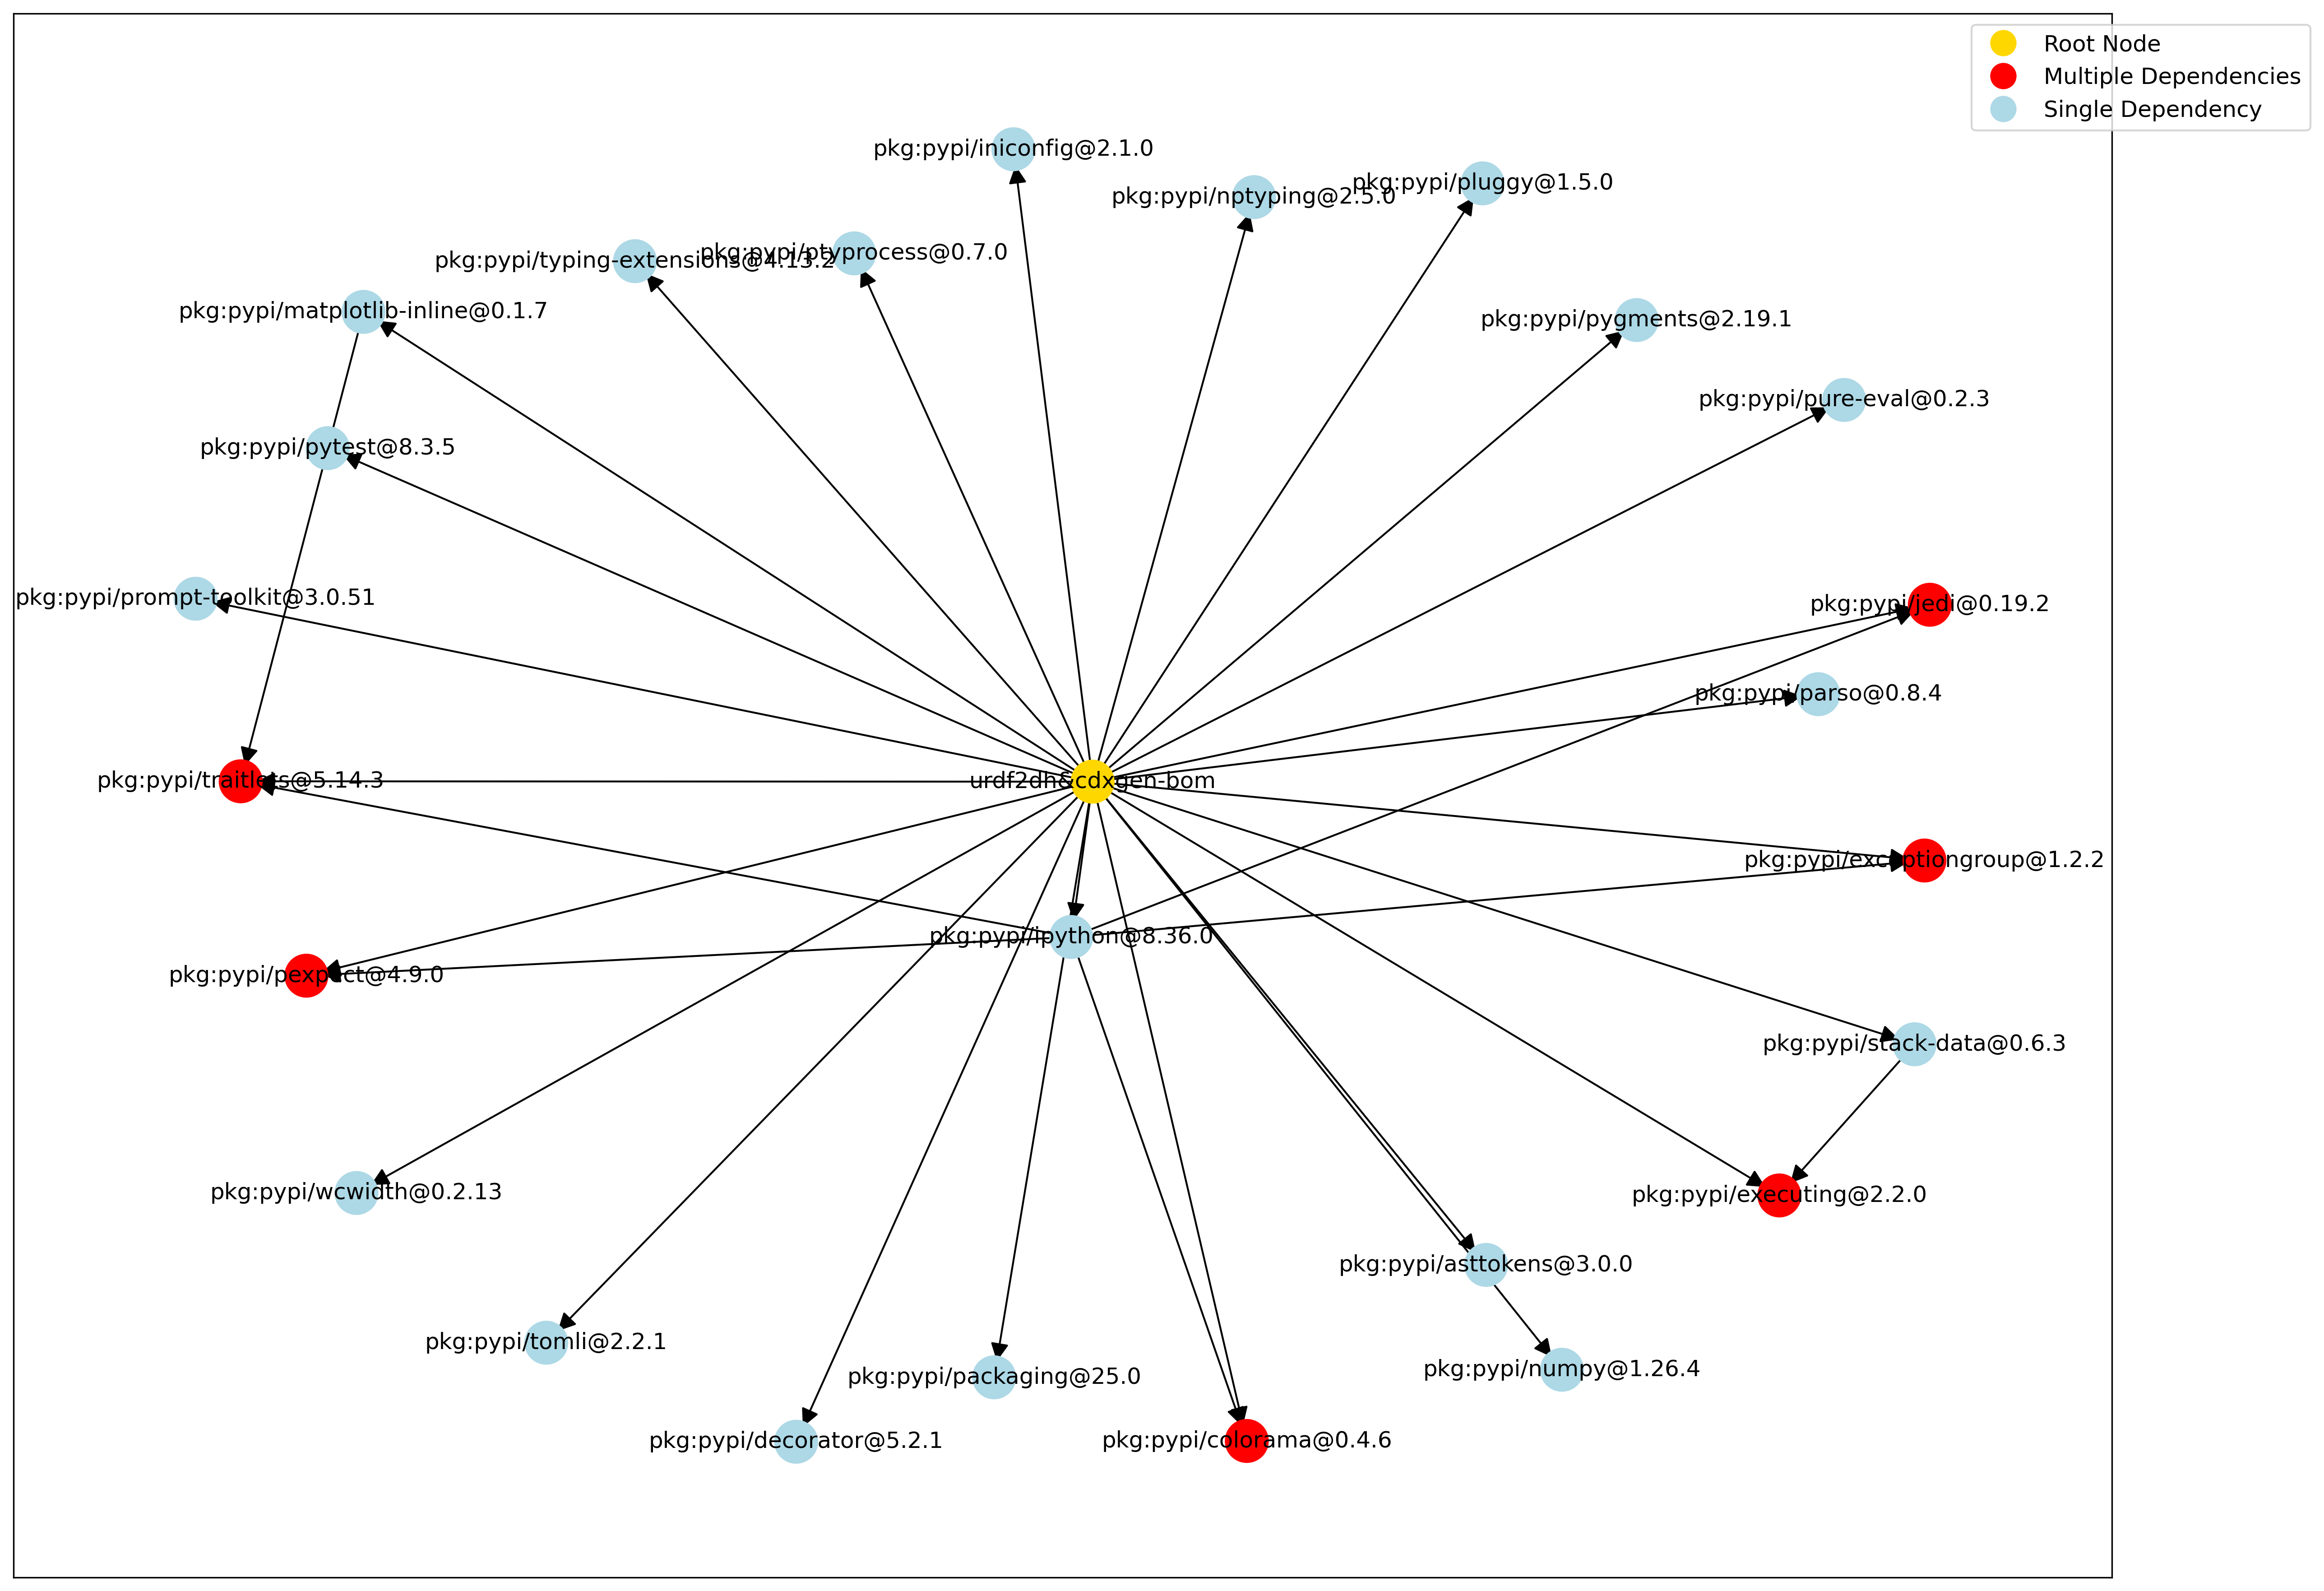 Root Node
Multiple Dependencies
Single Dependency
pkg:pypi/iniconfig@2.1.0
pkg:pypi/pluggy@1.5.0
pkg:pypi/nptyping@2.5.0
pkg:pypi/ptyprocess@0.7.0
pkg:pypi/typing-extensions@4.13.2
pkg:pypi/matplotlib-inline@0.1.7
pkg:pypi/pygments@2.19.1
pkg:pypi/pure-eval@0.2.3
pkg:pypi/pytest@8.3.5
pkg:pypi/prompt-toolkit@3.0.51
pkg:pypi/jedi@0.19.2
pkg:pypi/parso@0.8.4
pkg:pypi/traitlets@5.14.3
urdf2dh&cdxgen-bom
pkg:pypi/exceptiongroup@1.2.2
pkg:pypi/ipython@8.36.0
pkg:pypi/pexpect@4.9.0
pkg:pypi/stack-data@0.6.3
pkg:pypi/wcwidth@0.2.13
pkg:pypi/executing@2.2.0
pkg:pypi/asttokens@3.0.0
pkg:pypi/tomli@2.2.1
pkg:pypi/numpy@1.26.4
pkg:pypi/packaging@25.0
pkg:pypi/decorator@5.2.1
pkg:pypi/colorama@0.4.6